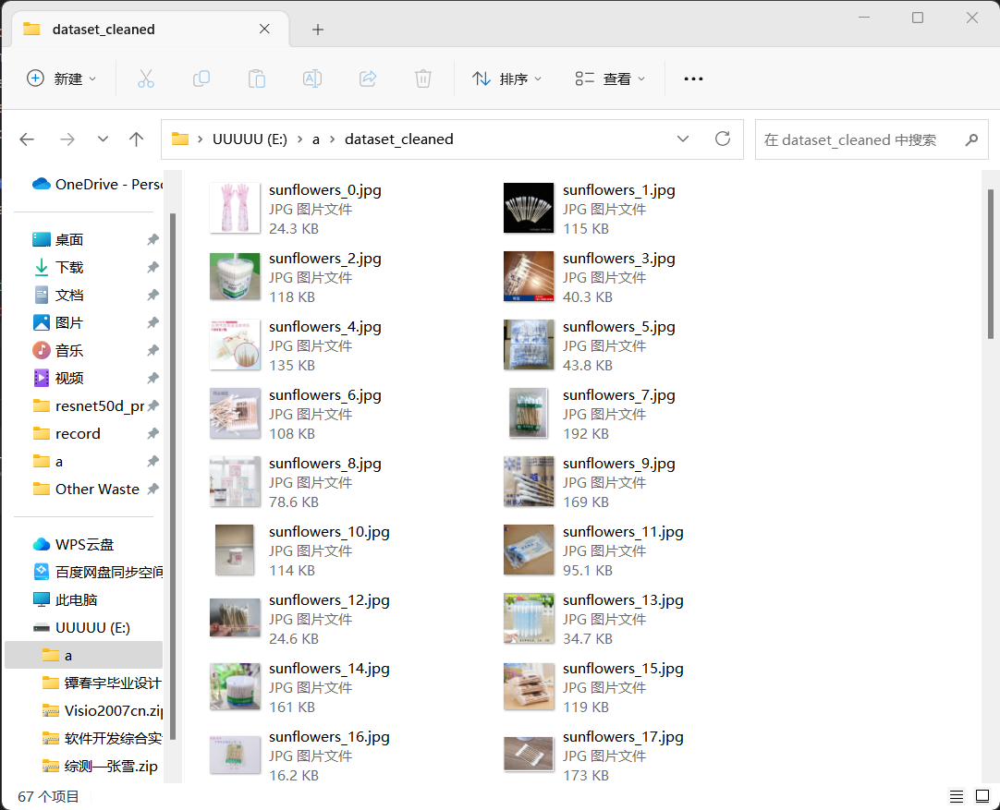 dataset_cleaned
新建
排序
查看
UUUUU (E:)
a
dataset_cleaned
在 dataset_cleaned 中搜索
OneDrive - Perso
桌面
下载
文档
图片
音乐
视频
resnet50d_pr
record
a
Other Waste
WPS云盘
百度网盘同步空间
此电脑
UUUUU (E:)
a
镡春宇毕业设计
Visio2007cn.zip
软件开发综合实
综测—张雪.zip
sunflowers_0.jpg
JPG 图片文件
24.3 KB
sunflowers_1.jpg
JPG 图片文件
115 KB
sunflowers_2.jpg
JPG 图片文件
118 KB
sunflowers_3.jpg
JPG 图片文件
40.3 KB
sunflowers_4.jpg
JPG 图片文件
135 KB
sunflowers_5.jpg
JPG 图片文件
43.8 KB
sunflowers_6.jpg
JPG 图片文件
108 KB
sunflowers_7.jpg
JPG 图片文件
192 KB
sunflowers_8.jpg
JPG 图片文件
78.6 KB
sunflowers_9.jpg
JPG 图片文件
169 KB
sunflowers_10.jpg
JPG 图片文件
114 KB
sunflowers_11.jpg
JPG 图片文件
95.1 KB
sunflowers_12.jpg
JPG 图片文件
24.6 KB
sunflowers_13.jpg
JPG 图片文件
34.7 KB
sunflowers_14.jpg
JPG 图片文件
161 KB
sunflowers_15.jpg
JPG 图片文件
119 KB
sunflowers_16.jpg
JPG 图片文件
16.2 KB
sunflowers_17.jpg
JPG 图片文件
173 KB
67 个项目